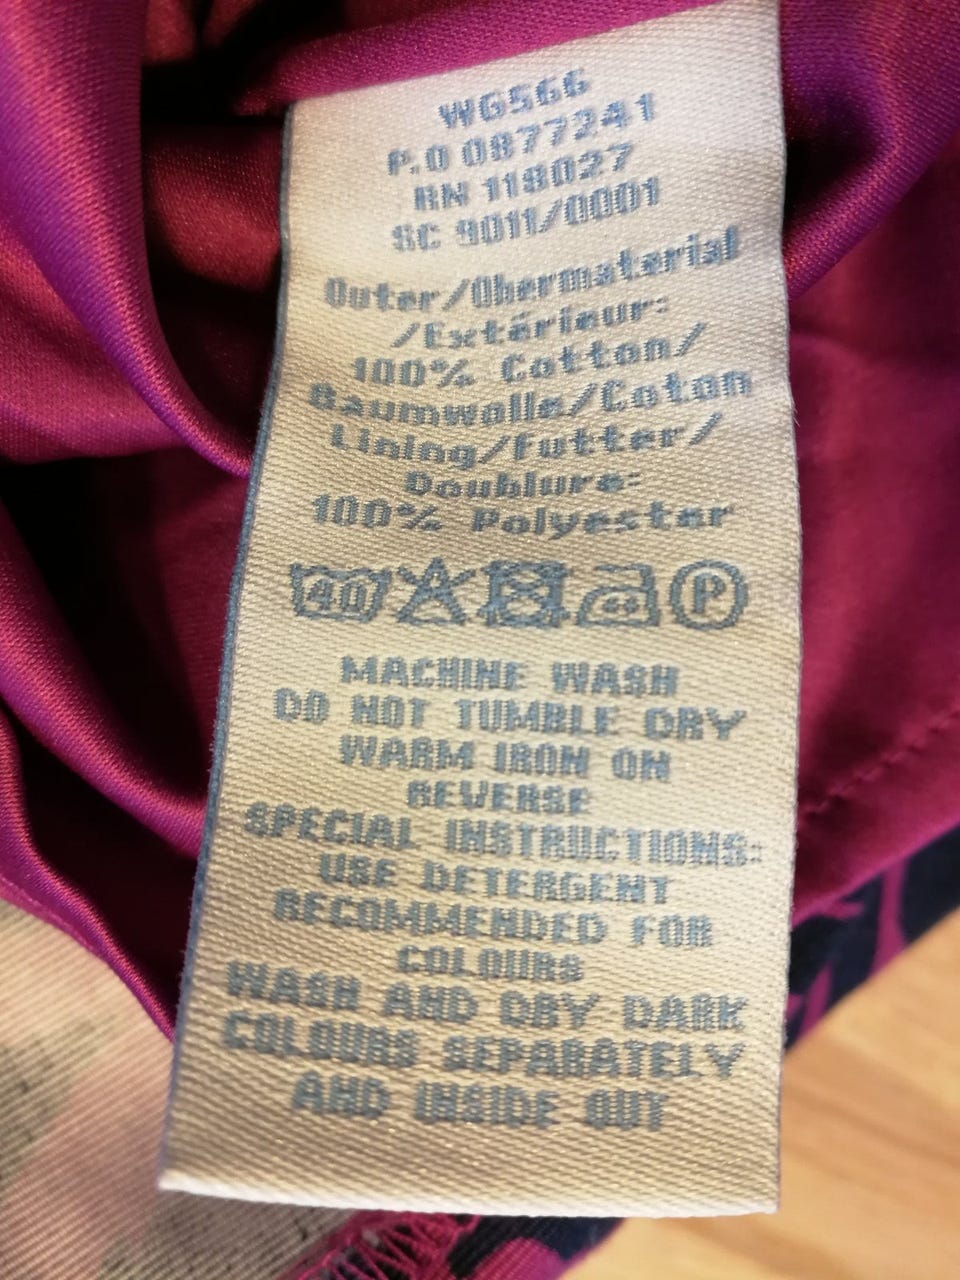 WG566
P.O 0877241
RN 118027
SC 9011/0001
Outer/Obermaterial
/Extérieur:
100% Cotton/
Baumwolle/Coton
Lining/Futter/
Doublure:
100% Polyester
40 P
MACHINE WASH
DO NOT TUMBLE DRY
WARM IRON ON
REVERSE
SPECIAL INSTRUCTIONS:
USE DETERGENT
RECOMMENDED FOR
COLOURS
WASH AND DRY DARK
COLOURS SEPARATELY
AND INSIDE OUT